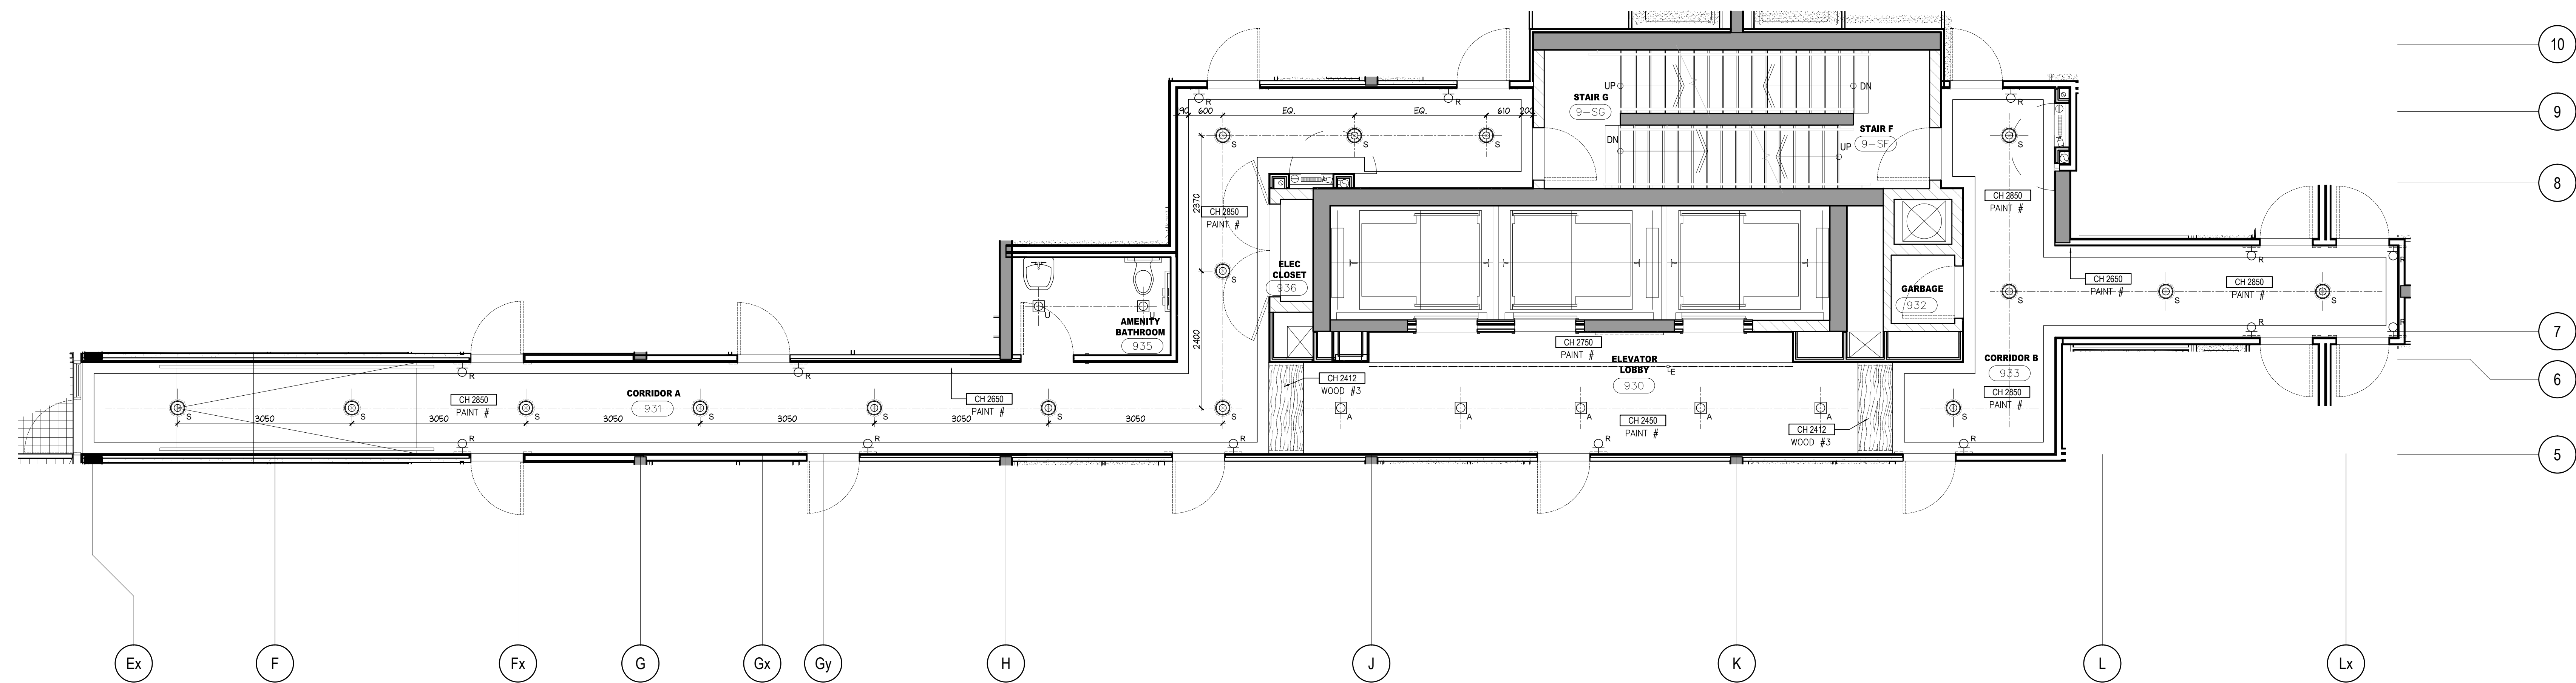 10
UP
DN
STAIR G
9-SG
R
R
R
9
90
600
EQ.
EQ.
610
200
S
S
S
S
STAIR F
9-SF
DN
UP
8
2370
CH 2850
PAINT #
CH 2850
PAINT #
ELEC
CLOSET
936
GARBAGE
932
S
S
S
S
R
R
CH 2650
PAINT #
CH 2850
PAINT #
U
U
AMENITY
BATHROOM
935
2400
R
R
7
CH 2750
PAINT #
ELEVATOR
LOBBY
930
E
CORRIDOR B
933
CH 2850
PAINT #
6
R
R
CH 2412
WOOD #3
CORRIDOR A
931
CH 2850
PAINT #
CH 2650
PAINT #
S
S
S
S
S
S
S
A
A
A
A
A
S
3050
3050
3050
3050
3050
3050
CH 2450
PAINT #
CH 2412
WOOD #3
R
R
R
R
R
5
Ex
F
Fx
G
Gx
Gy
H
J
K
L
Lx